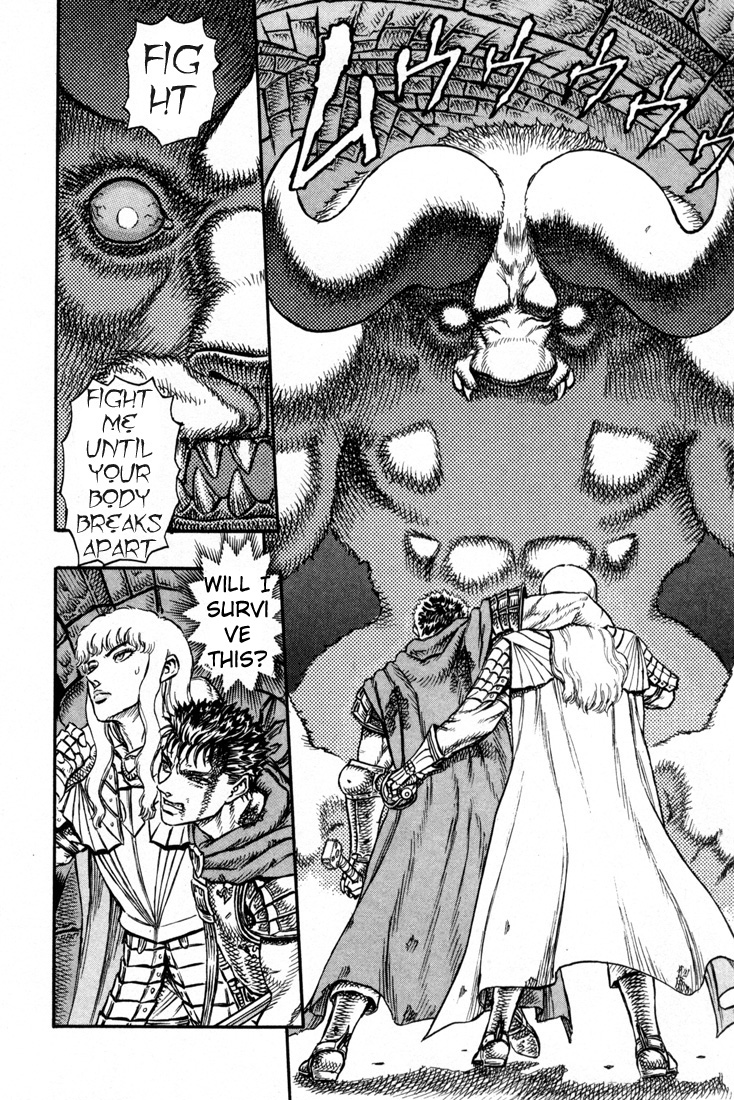 ムウウウウウ
FIG
HT
FIGHT
ME
UNTIL
YOUR
BODY
BREAKS
APART
WILL I
SURVI
VE
THIS?